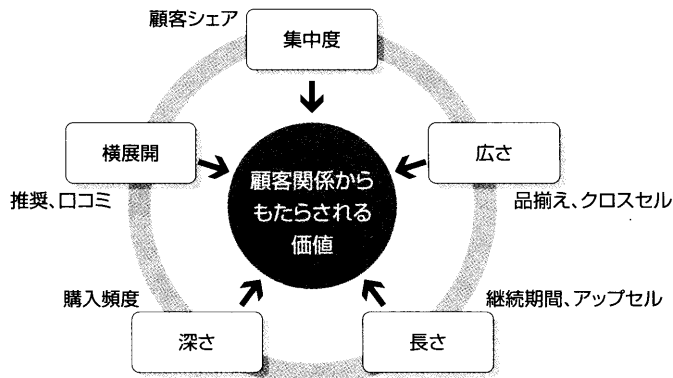 顧客シェア
集中度
横展開
広さ
推奨、口コミ
顧客関係から
もたらされる
価値
品揃え、クロスセル
購入頻度
継続期間、アップセル
深さ
長さ